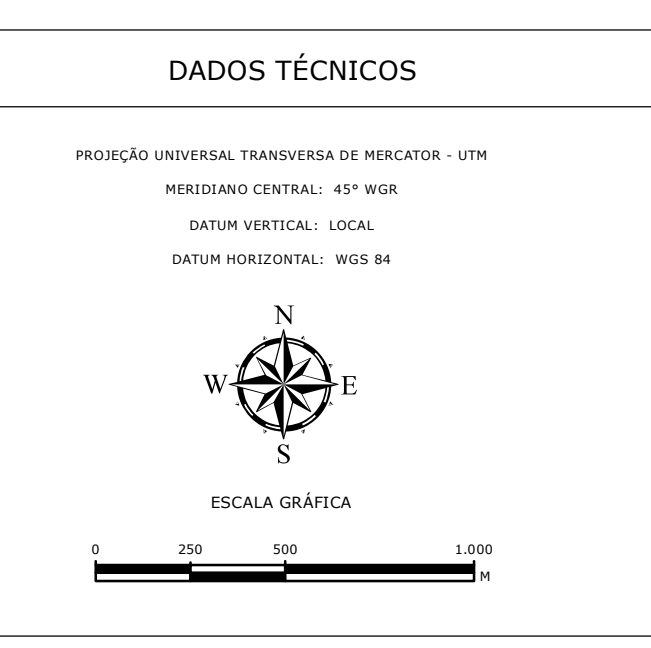 DADOS TÉCNICOS
PROJEÇÃO UNIVERSAL TRANSVERSA DE MERCATOR - UTM
MERIDIANO CENTRAL: 45° WGR
DATUM VERTICAL: LOCAL
DATUM HORIZONTAL: WGS 84
N
W E
S
ESCALA GRÁFICA
0 250 500 1.000
M